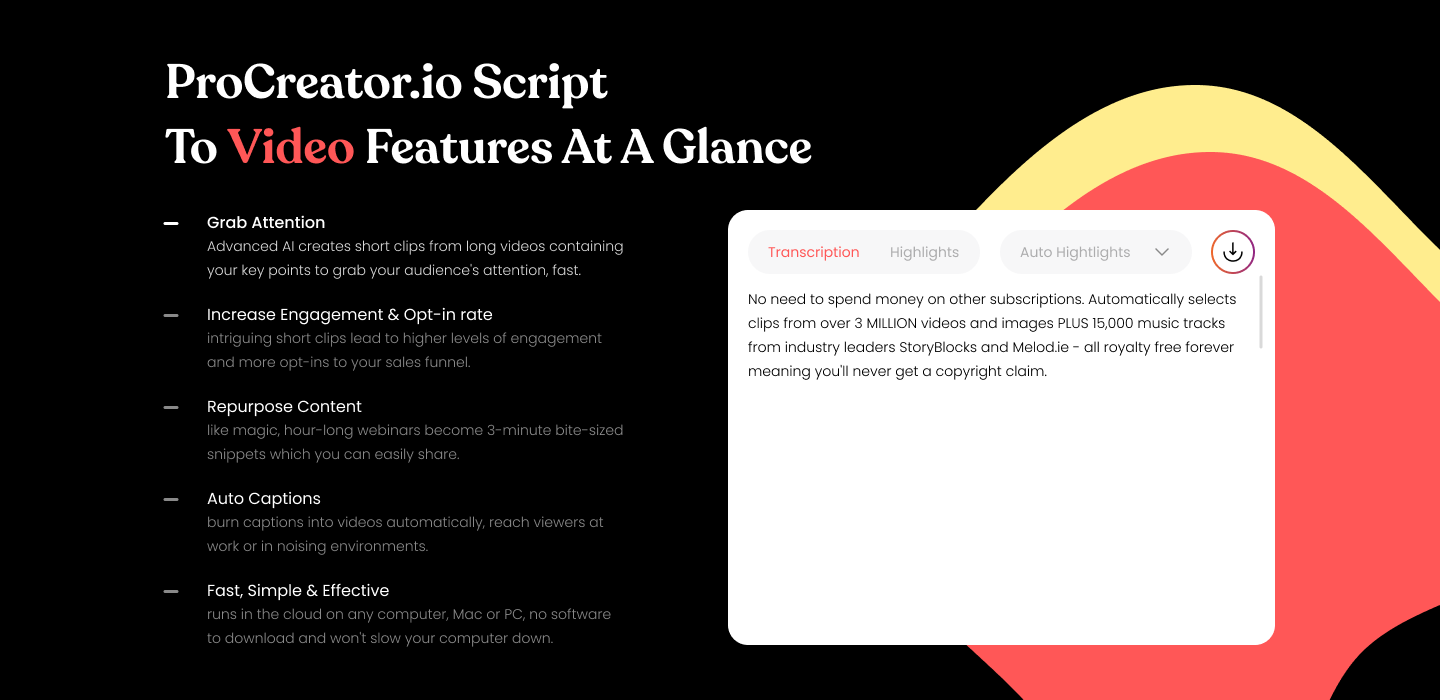 ProCreator.io Script
To Video Features At A Glance
Grab Attention
Advanced AI creates short clips from long videos containing
your key points to grab your audience's attention, fast.
Increase Engagement & Opt-in rate
intriguing short clips lead to higher levels of engagement
and more opt-ins to your sales funnel.
Repurpose Content
like magic, hour-long webinars become 3-minute bite-sized
snippets which you can easily share.
Auto Captions
burn captions into videos automatically, reach viewers at
work or in noising environments.
Fast, Simple & Effective
runs in the cloud on any computer, Mac or PC, no software
to download and won't slow your computer down.
Transcription Highlights Auto Hightlights
No need to spend money on other subscriptions. Automatically selects
clips from over 3 MILLION videos and images PLUS 15,000 music tracks
from industry leaders StoryBlocks and Melod.ie - all royalty free forever
meaning you'll never get a copyright claim.